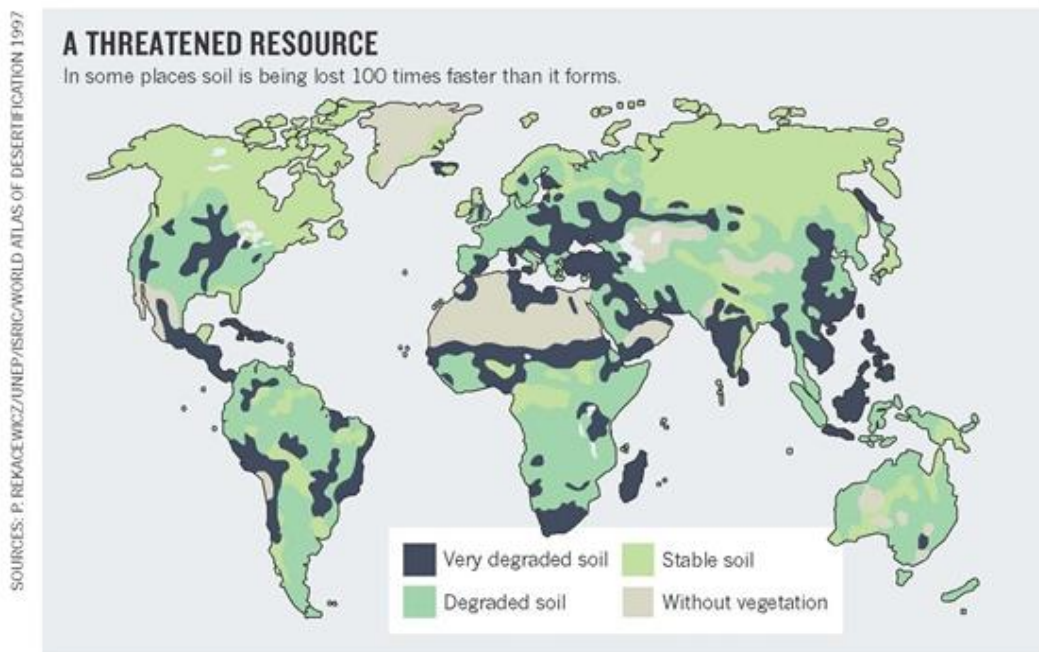 A THREATENED RESOURCE
In some places soil is being lost 100 times faster than it forms.
Very degraded soil
Stable soil
Degraded soil
Without vegetation
SOURCES: P. REKACEWICZ/UNEP/ISRIC/WORLD ATLAS OF DESERTIFICATION 1997